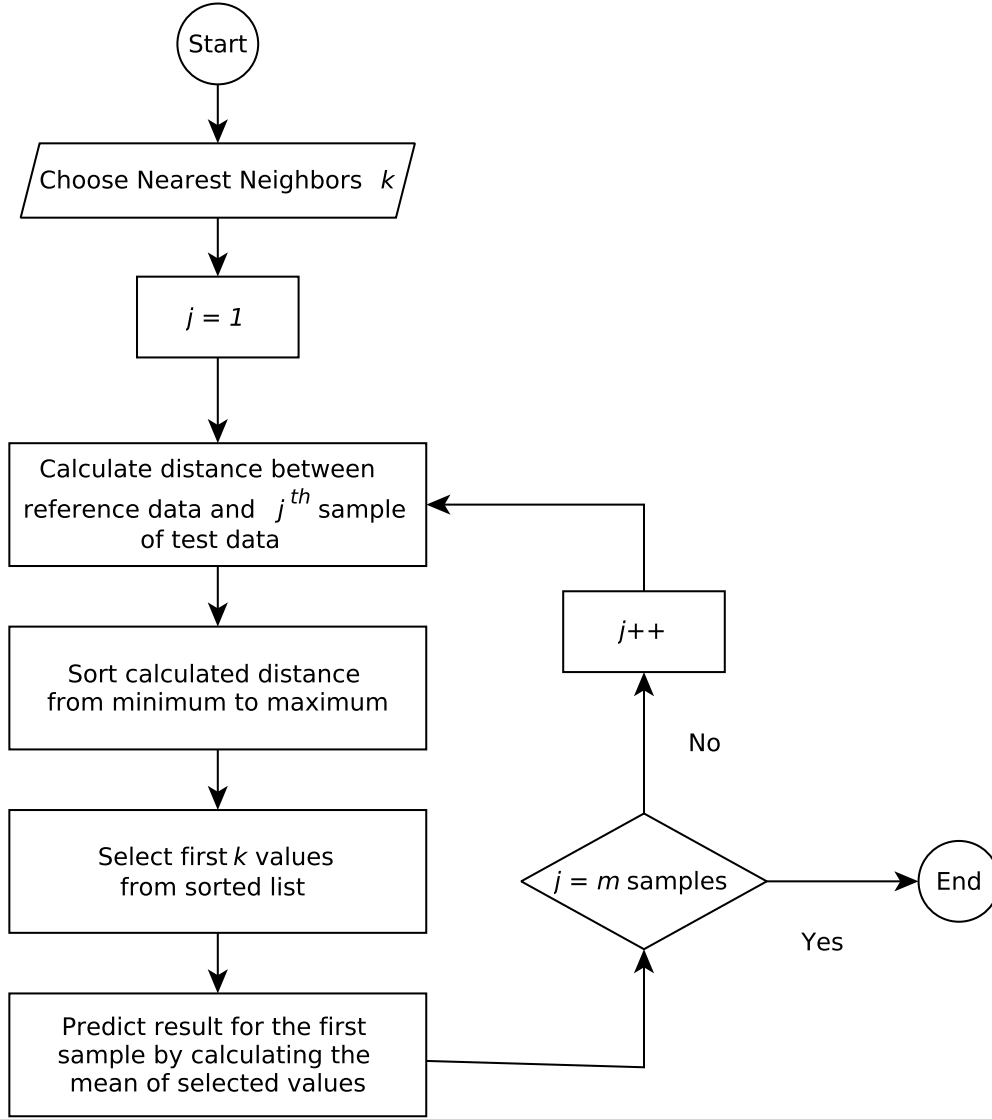 Start
Choose Nearest Neighbors k
j = 1
Calculate distance between
reference data and j th sample
of test data
Sort calculated distance
from minimum to maximum
Select first k values
from sorted list
Predict result for the first
sample by calculating the
mean of selected values
j = m samples
No
j++
Yes
End